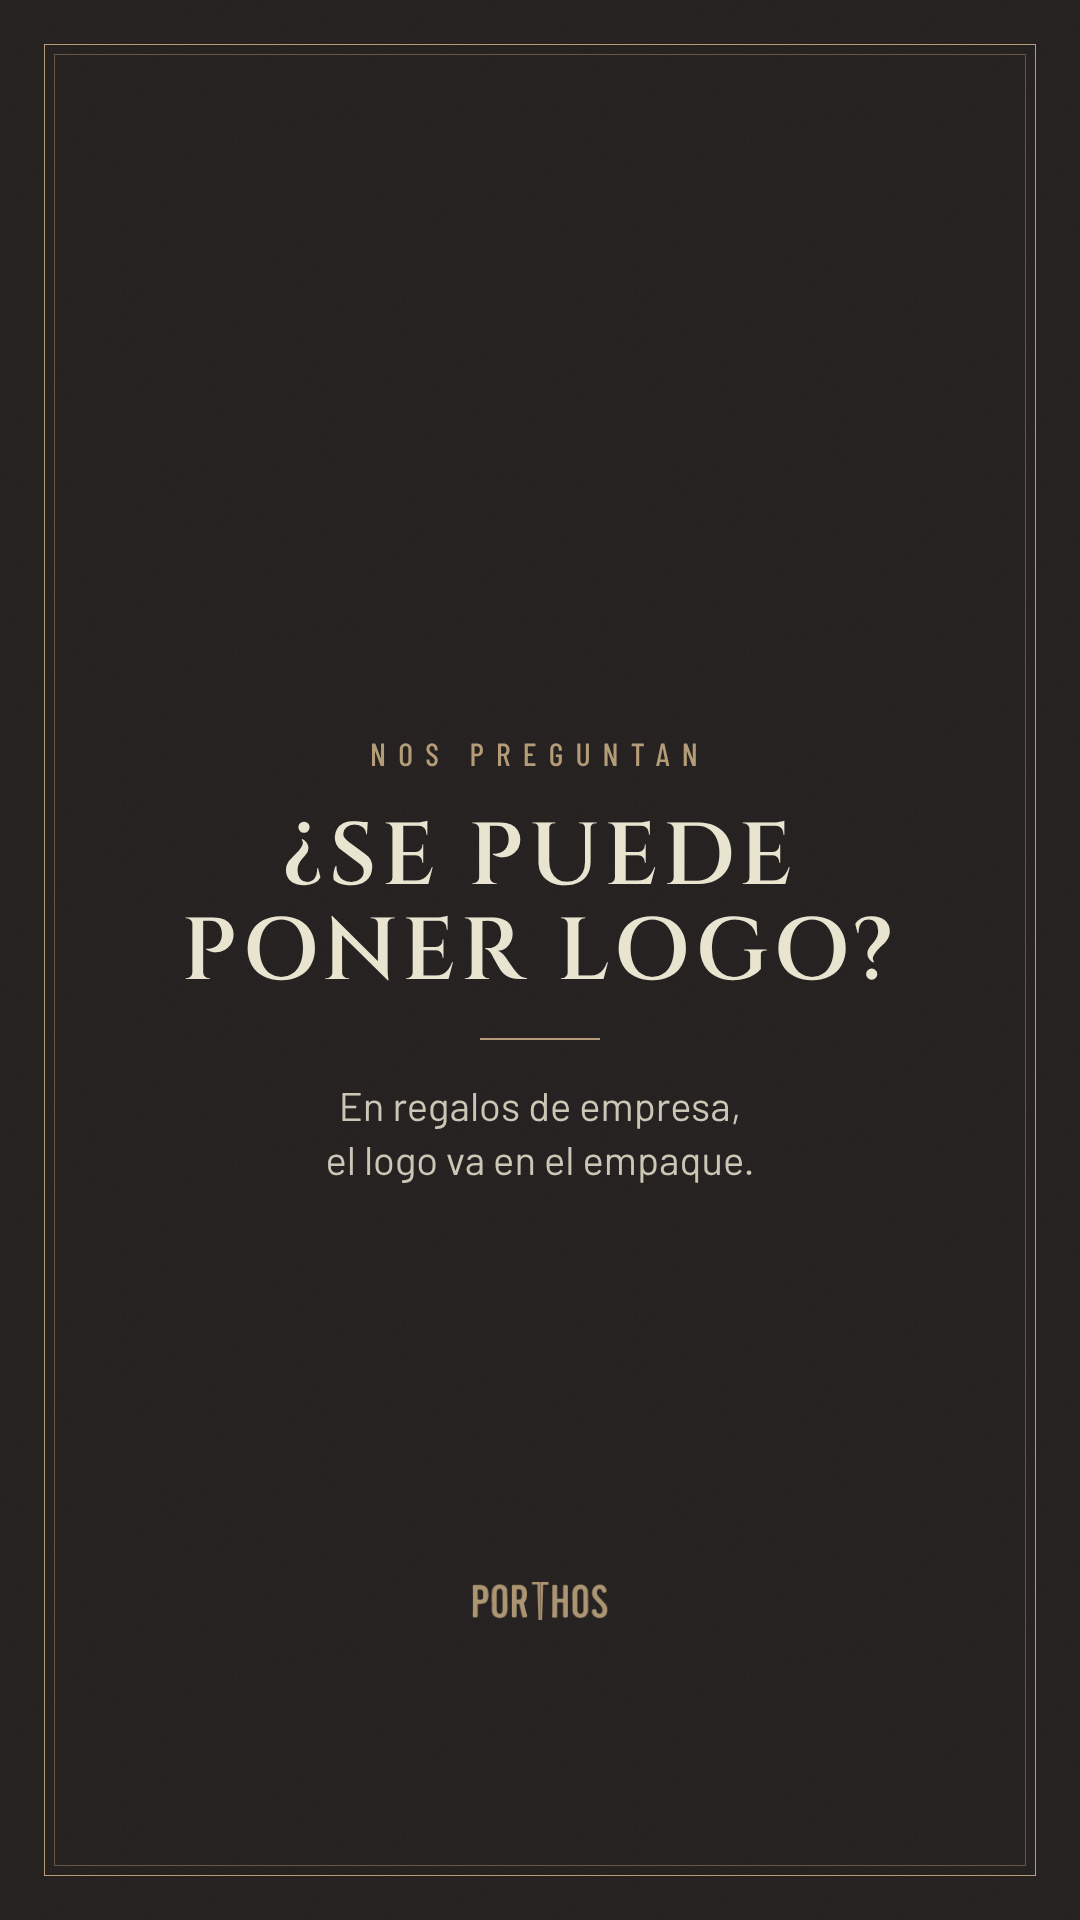 NOS PREGUNTAN
¿SE PUEDE
PONER LOGO?
En regalos de empresa,
el logo va en el empaque.
PORTHOS